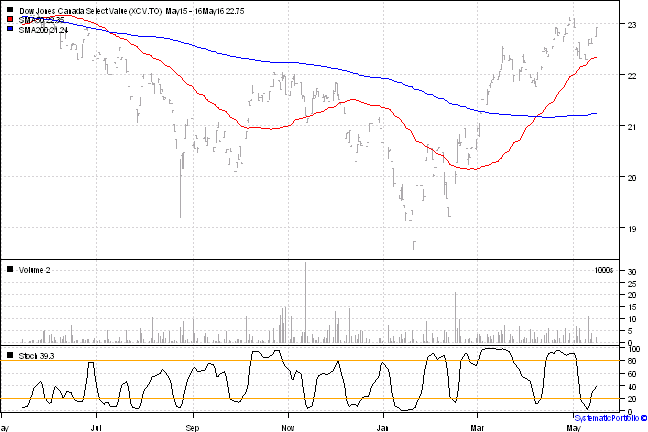 Dow Jones Canada Select Value (XCV.TO) May15 - 16May16 22.75
SMA50 22.35
SMA200 21.24
23
22
21
20
19
Volume 2
1000s
30
25
20
15
10
5
0
Stoch 39.3
100
80
60
40
20
0
ay Jul Sep Nov Jan Mar May
SystematicPortfolio ©